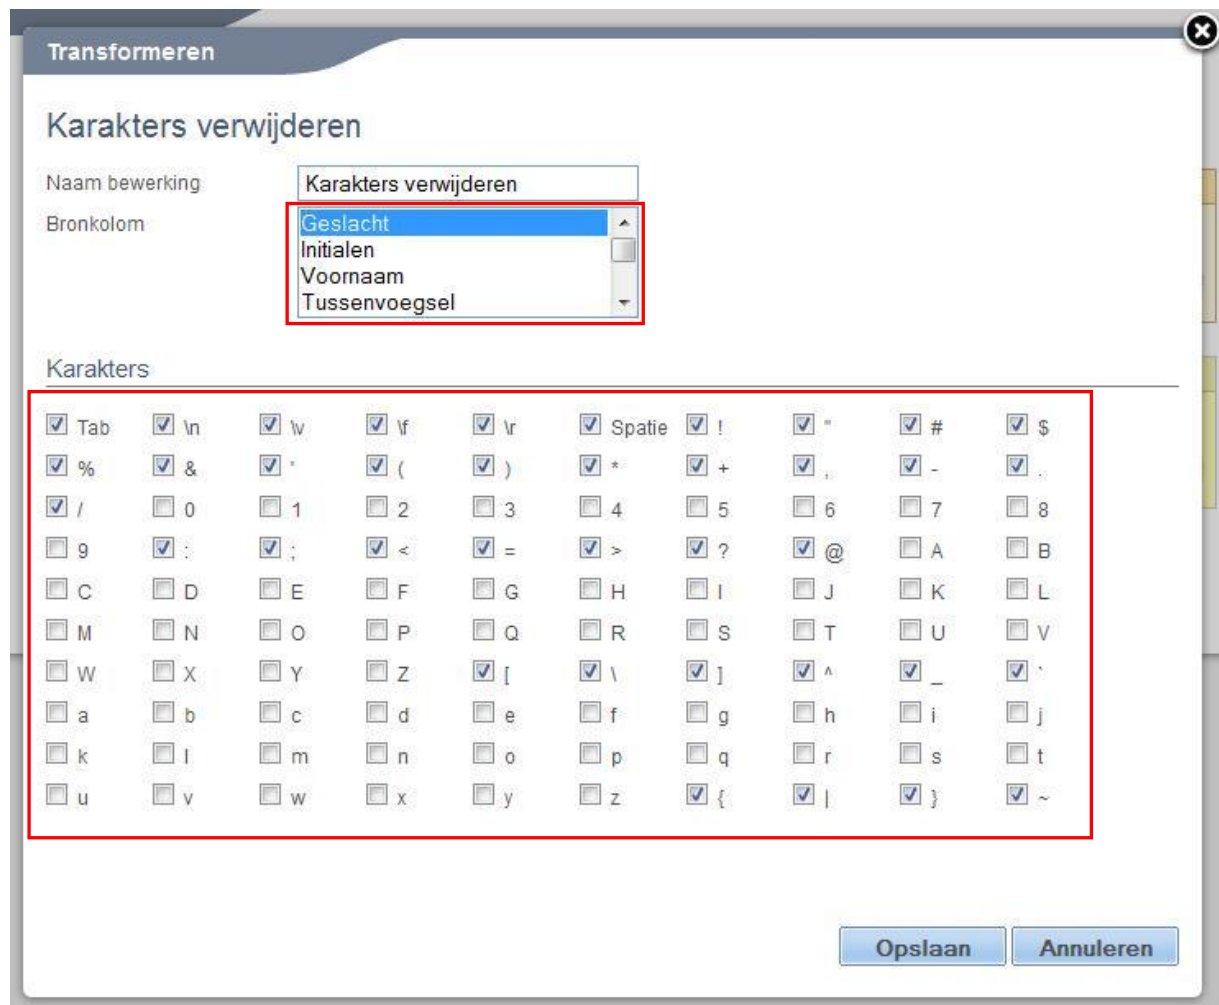 Transformeren
Karakters verwijderen
Naam bewerking Karakters verwijderen
Bronkolom Geslacht
Initialen
Voornaam
Tussenvoegsel
Karakters
Tab \n \v \f \r Spatie ! " # $
% & ' ( ) * + , - .
/ 0 1 2 3 4 5 6 7 8
9 : ; < = > ? @ A B
C D E F G H I J K L
M N O P Q R S T U V
W X Y Z [ \ ] ^ _ `
a b c d e f g h i j
k l m n o p q r s t
u v w x y z { | } ~
Opslaan Annuleren